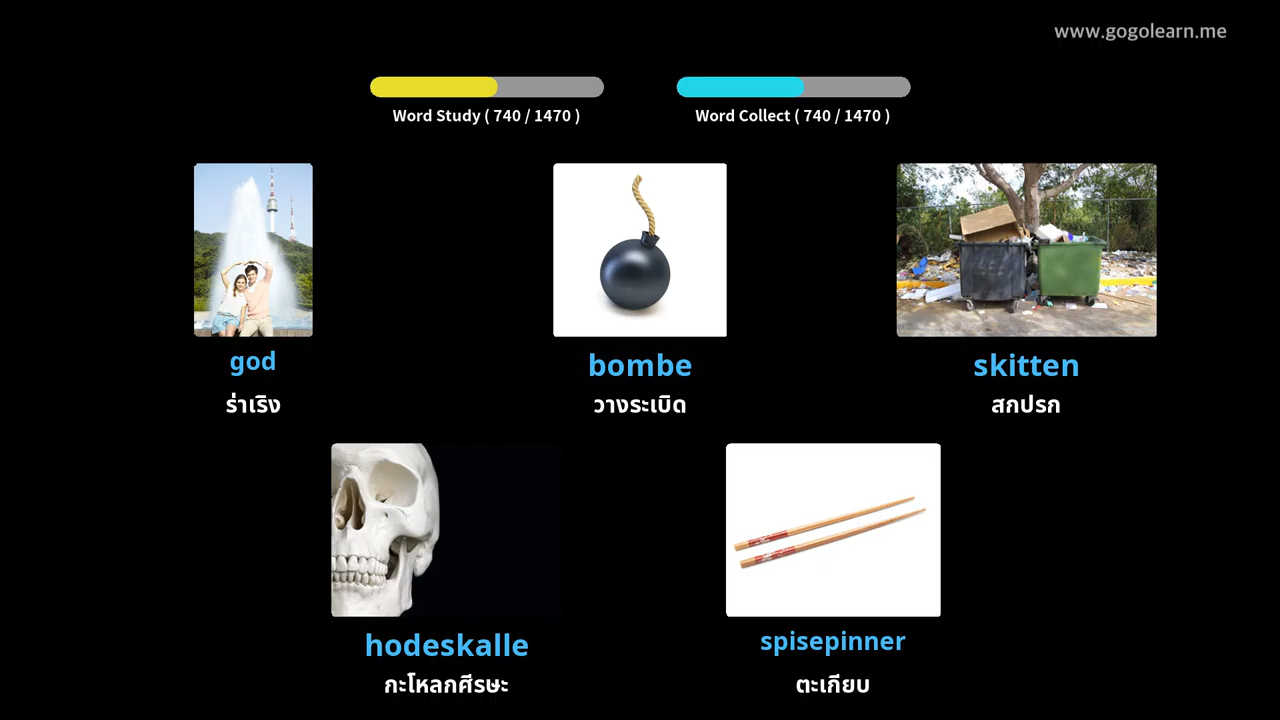 www.gogolearn.me
Word Study ( 740 / 1470 )
Word Collect ( 740 / 1470 )
god
bombe
skitten
ร่าเริง
วางระเบิด
สกปรก
hodeskalle
spisepinner
กะโหลกศีรษะ
ตะเกียบ